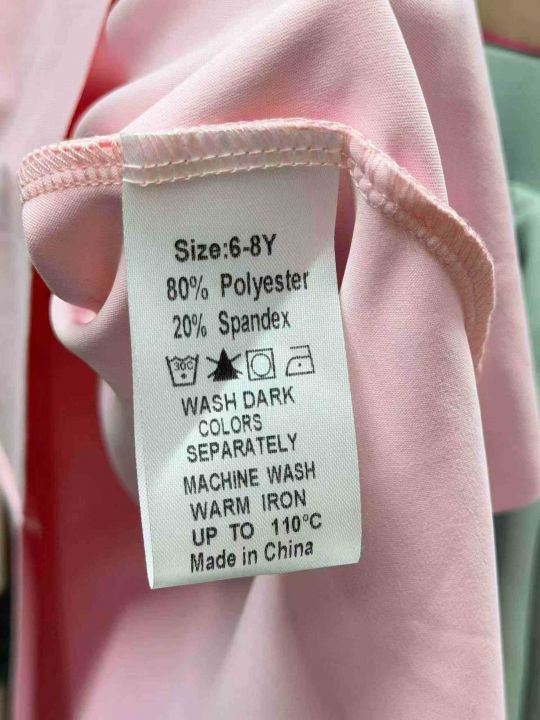 Size:6-8Y
80% Polyester
20% Spandex
30C
WASH DARK
COLORS
SEPARATELY
MACHINE WASH
WARM IRON
UP TO 110°C
Made in China